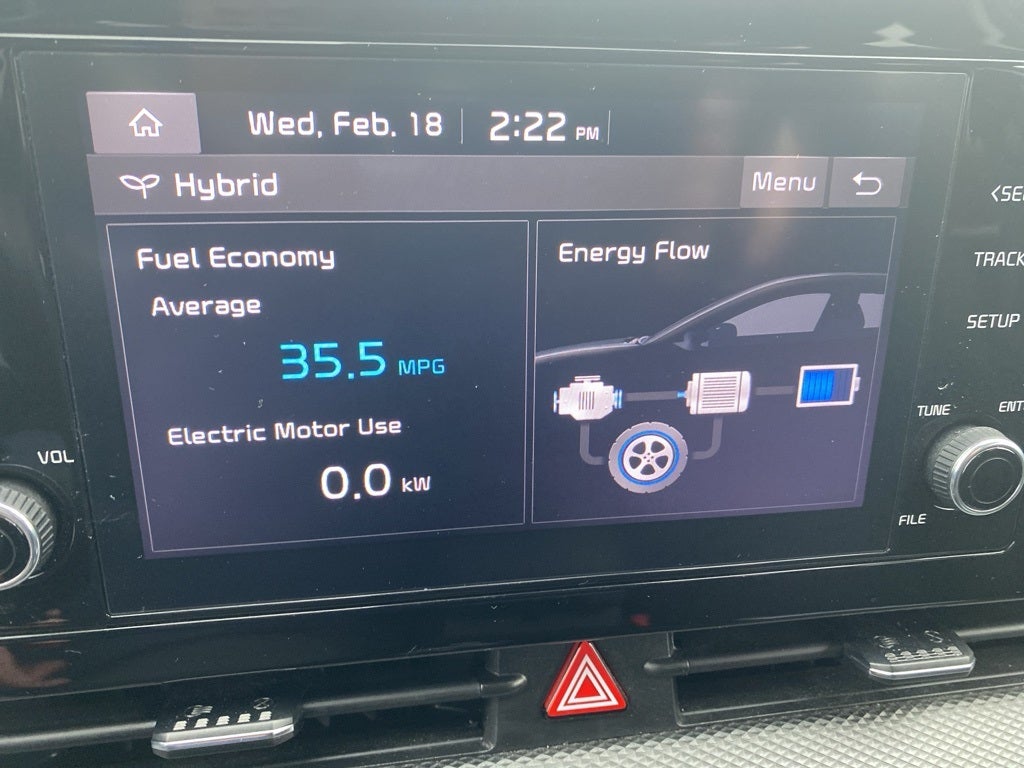 Wed, Feb. 18 2:22 PM
Hybrid Menu
Fuel Economy
Average
35.5 MPG
Electric Motor Use
0.0 kW
Energy Flow
VOL
TRACK
SETUP
TUNE
FILE